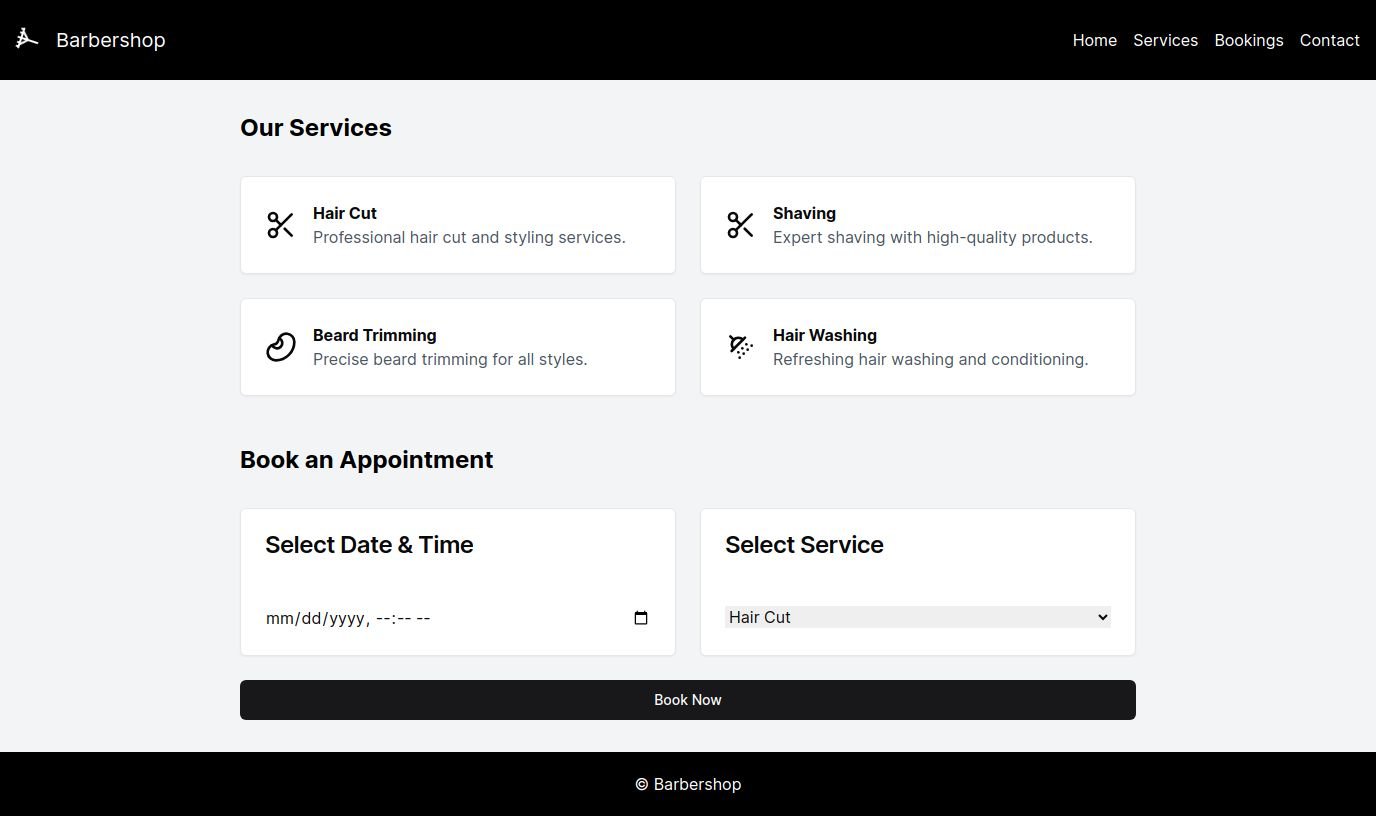 Barbershop
Home Services Bookings Contact
Our Services
Hair Cut
Professional hair cut and styling services.
Shaving
Expert shaving with high-quality products.
Beard Trimming
Precise beard trimming for all styles.
Hair Washing
Refreshing hair washing and conditioning.
Book an Appointment
Select Date & Time
mm/dd/yyyy, --:-- --
Select Service
Hair Cut
Book Now
© Barbershop